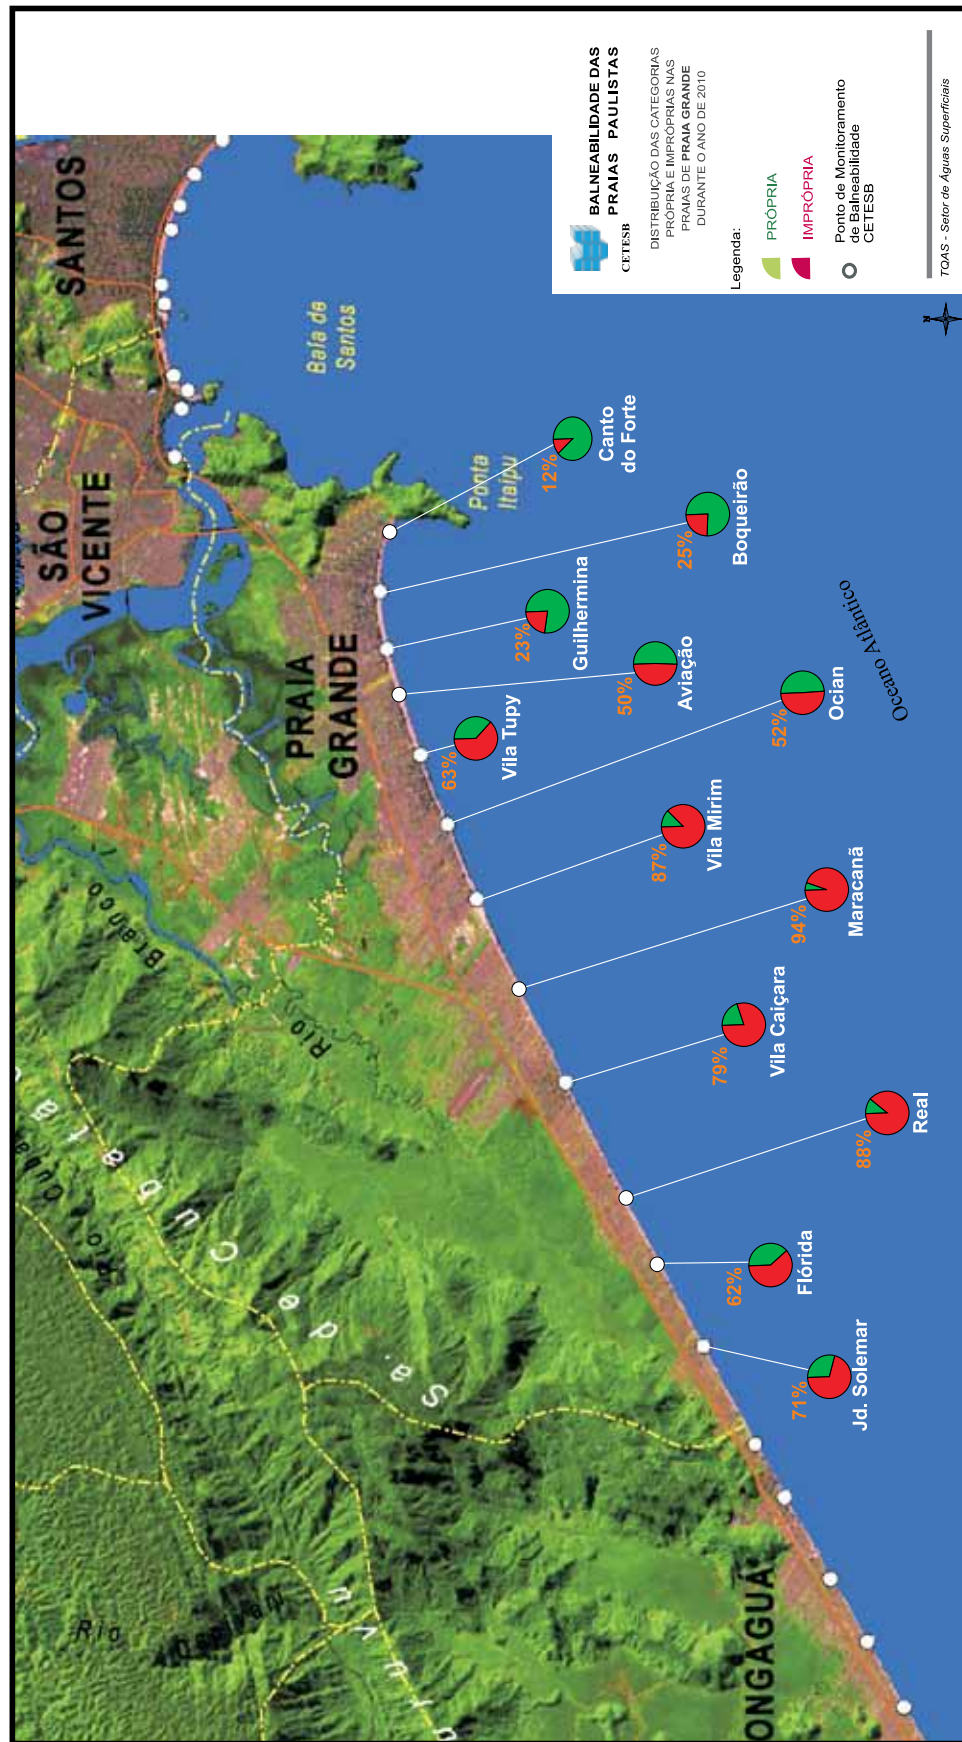 BALNEABILIDADE DAS
PRAIAS PAULISTAS
CETESB
DISTRIBUIÇÃO DAS CATEGORIAS
PRÓPRIA E IMPRÓPRIAS NAS
PRAIAS DE PRAIA GRANDE
DURANTE O ANO DE 2010
Legenda:
PRÓPRIA
IMPRÓPRIA
Ponto de Monitoramento
de Balneabilidade
CETESB
TQAS - Setor de Águas Superficiais
N
SANTOS
SÃO
VICENTE
PRAIA
GRANDE
ONGAGUÁ
Baía de
Santos
Ponta
Itaipu
Oceano Atlântico
Rio
Branco
Rio
12%
Canto
do Forte
25%
Boqueirão
23%
Guilhermina
50%
Aviação
63%
Vila Tupy
52%
Ocian
87%
Vila Mirim
94%
Maracanã
79%
Vila Caiçara
88%
Real
62%
Flórida
71%
Jd. Solemar